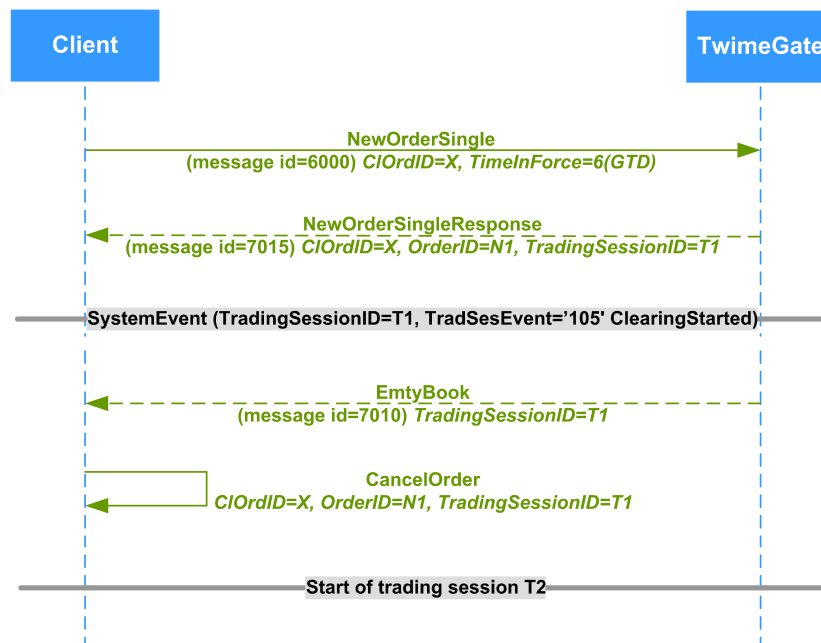 Client
TwimeGate
NewOrderSingle
(message id=6000) ClOrdID=X, TimeInForce=6(GTD)
NewOrderSingleResponse
(message id=7015) ClOrdID=X, OrderID=N1, TradingSessionID=T1
SystemEvent (TradingSessionID=T1, TradSesEvent=’105' ClearingStarted)
EmtyBook
(message id=7010) TradingSessionID=T1
CancelOrder
ClOrdID=X, OrderID=N1, TradingSessionID=T1
Start of trading session T2